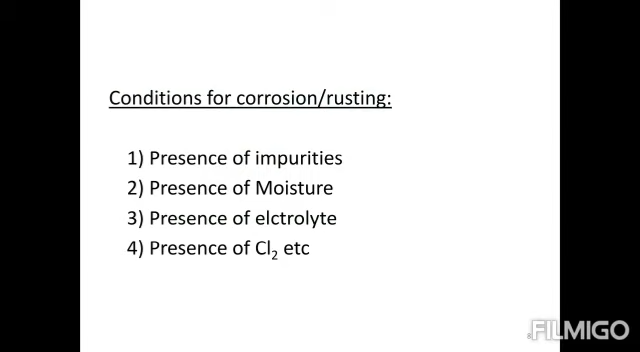 Conditions for corrosion/rusting:
1) Presence of impurities
2) Presence of Moisture
3) Presence of elctrolyte
4) Presence of Cl₂ etc
FILMIGO